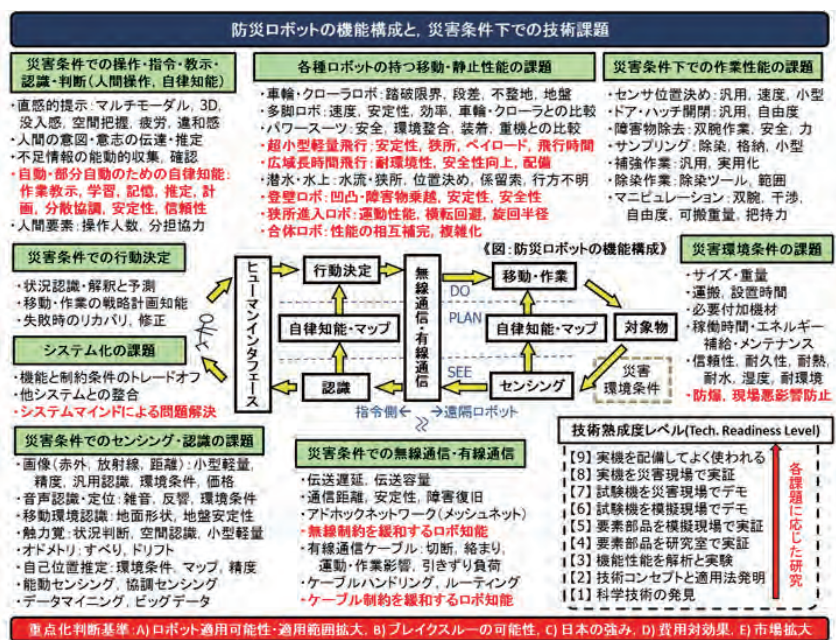 防災ロボットの機能構成と,災害条件下での技術課題
災害条件での操作・指令・教示・
認識・判断(人間操作,自律知能)
・直感的提示:マルチモーダル,3D,
没入感,空間把握,疲労,違和感
・人間の意図・意志の伝達・推定
・不足情報の能動的収集,確認
・自動・部分自動のための自律知能:
作業教示,学習,記憶,推定,計
画,分散協調,安定性,信頼性
・人間要素:操作人数,分担協力
各種ロボットの持つ移動・静止性能の課題
・車輪・クローラロボ:踏破限界,段差,不整地,地盤
・多脚ロボ:速度,安定性,効率,車輪・クローラとの比較
・パワースーツ:安全,環境整合,装着,重機との比較
・超小型軽量飛行:安定性,狭所,ペイロード,飛行時間
・広域長時間飛行:耐環境性,安全性向上,配備
・潜水・水上:水流・狭所,位置決め,係留索,行方不明
・登壁ロボ:凹凸・障害物乗越,安定性,安全性
・狭所進入ロボ:運動性能,横転回避,旋回半径
・合体ロボ:性能の相互補完,複雑化
災害条件下での作業性能の課題
・センサ位置決め:汎用,速度,小型
・ドア・ハッチ開閉:汎用,自由度
・障害物除去:双腕作業,安全,力
・サンプリング:除染,格納,小型
・補強作業:汎用,実用化
・除染作業:除染ツール,範囲
・マニピュレーション:双腕,干渉,
自由度,可搬重量,把持力
災害条件での行動決定
・状況認識・解釈と予測
・移動・作業の戦略計画知能
・失敗時のリカバリ,修正
システム化の課題
・機能と制約条件のトレードオフ
・他システムとの整合
・システムマインドによる問題解決
《図:防災ロボットの機能構成》
ヒューマンインタフェース
行動決定
自律知能・マップ
認識
無線通信・有線通信
DO
PLAN
SEE
移動・作業
自律知能・マップ
センシング
対象物
災害
環境条件
指令側
遠隔ロボット
災害環境条件の課題
・サイズ・重量
・運搬,設置時間
・必要付加機材
・稼働時間・エネルギー
補給・メンテナンス
・信頼性,耐久性,耐熱,
耐水,湿度,耐環境
・防爆,現場悪影響防止
災害条件でのセンシング・認識の課題
・画像(赤外,放射線,距離):小型軽量,
精度,汎用認識,環境条件,価格
・音声認識・定位:雑音,反響,環境条件
・移動環境認識:地面形状,地盤安定性
・触力覚:状況判断,空間認識,小型軽量
・オドメトリ:すべり,ドリフト
・自己位置推定:環境条件,マップ,精度
・能動センシング,協調センシング
・データマイニング,ビッグデータ
災害条件での無線通信・有線通信
・伝送遅延,伝送容量
・通信距離,安定性,障害復旧
・アドホックネットワーク(メッシュネット)
・無線制約を緩和するロボ知能
・有線通信ケーブル:切断,絡まり,
運動・作業影響,引きずり負荷
・ケーブルハンドリング,ルーティング
・ケーブル制約を緩和するロボ知能
技術熟成度レベル(Tech. Readiness Level)
【9】実機を配備してよく使われる
【8】実機を災害現場で実証
【7】試験機を災害現場でデモ
【6】試験機を模擬現場でデモ
【5】要素部品を模擬現場で実証
【4】要素部品を研究室で実証
【3】機能性能を解析と実験
【2】技術コンセプトと適用法発明
【1】科学技術の発見
各課題に応じた研究
重点化判断基準:A)ロボット適用可能性・適用範囲拡大,B)ブレイクスルーの可能性,C)日本の強み,D)費用対効果,E)市場拡大